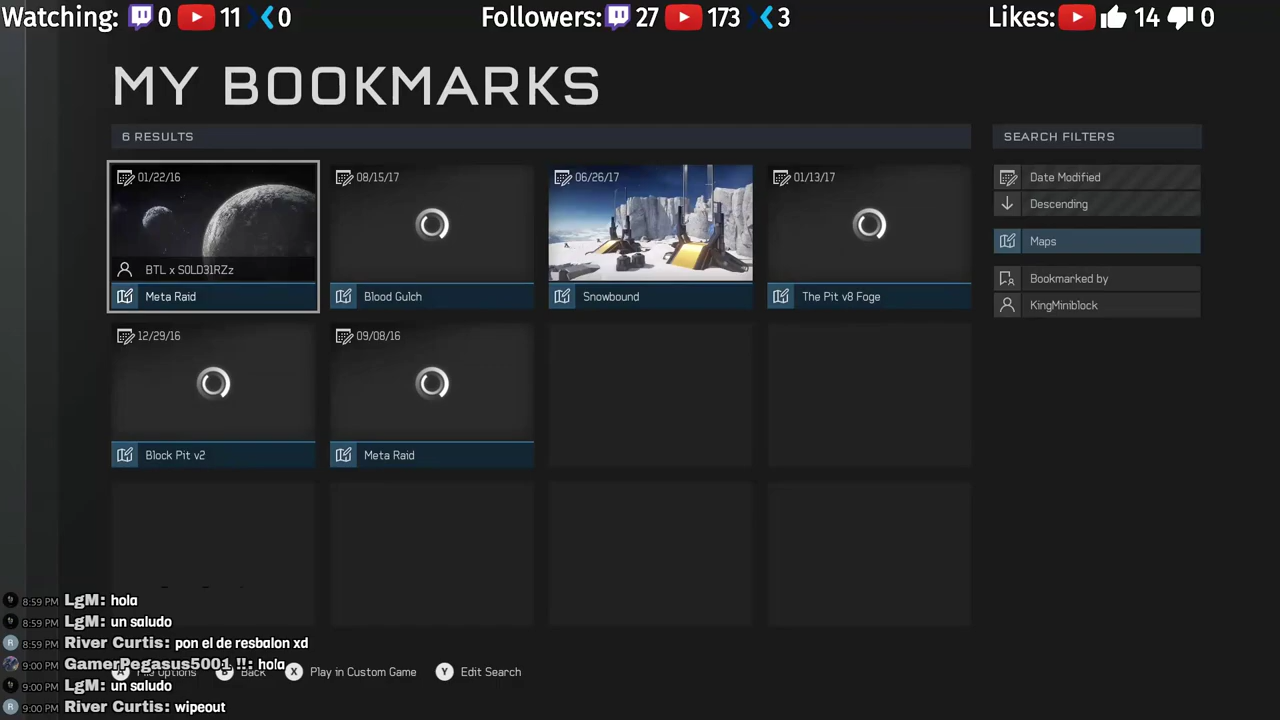 Watching: 0 11 0 Followers: 27 173 3 Likes: 14 0
MY BOOKMARKS
6 RESULTS
SEARCH FILTERS
01/22/16
BTL x S0LD31RZz
Meta Raid
08/15/17
Blood Gulch
06/26/17
Snowbound
01/13/17
The Pit v8 Foge
Date Modified
Descending
Maps
Bookmarked by
KingMiniblock
12/29/16
Block Pit v2
09/08/16
Meta Raid
8:59 PM LgM: hola
8:59 PM LgM: un saludo
8:59 PM River Curtis: pon el de resbalon xd
9:00 PM GamerPegasus5001 !!: hola
9:00 PM LgM: un saludo
9:00 PM River Curtis: wipeout
Options B Back X Play in Custom Game Y Edit Search